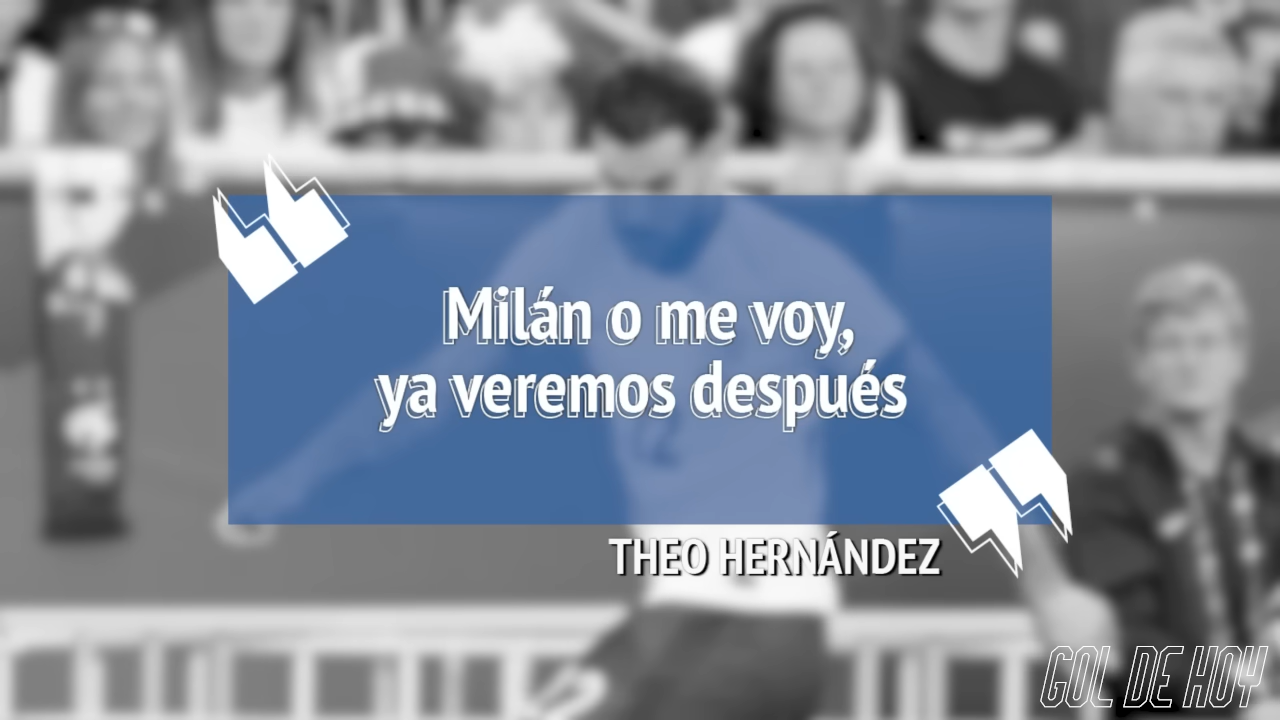 Milán o me voy,
ya veremos después
THEO HERNÁNDEZ
GOL DE HOY